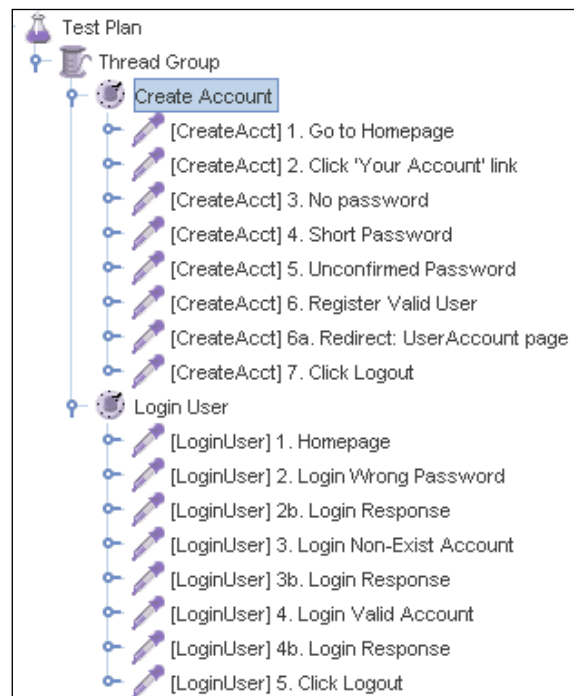 Test Plan
Thread Group
Create Account
[CreateAcct] 1. Go to Homepage
[CreateAcct] 2. Click 'Your Account' link
[CreateAcct] 3. No password
[CreateAcct] 4. Short Password
[CreateAcct] 5. Unconfirmed Password
[CreateAcct] 6. Register Valid User
[CreateAcct] 6a. Redirect: UserAccount page
[CreateAcct] 7. Click Logout
Login User
[LoginUser] 1. Homepage
[LoginUser] 2. Login Wrong Password
[LoginUser] 2b. Login Response
[LoginUser] 3. Login Non-Exist Account
[LoginUser] 3b. Login Response
[LoginUser] 4. Login Valid Account
[LoginUser] 4b. Login Response
[LoginUser] 5. Click Logout